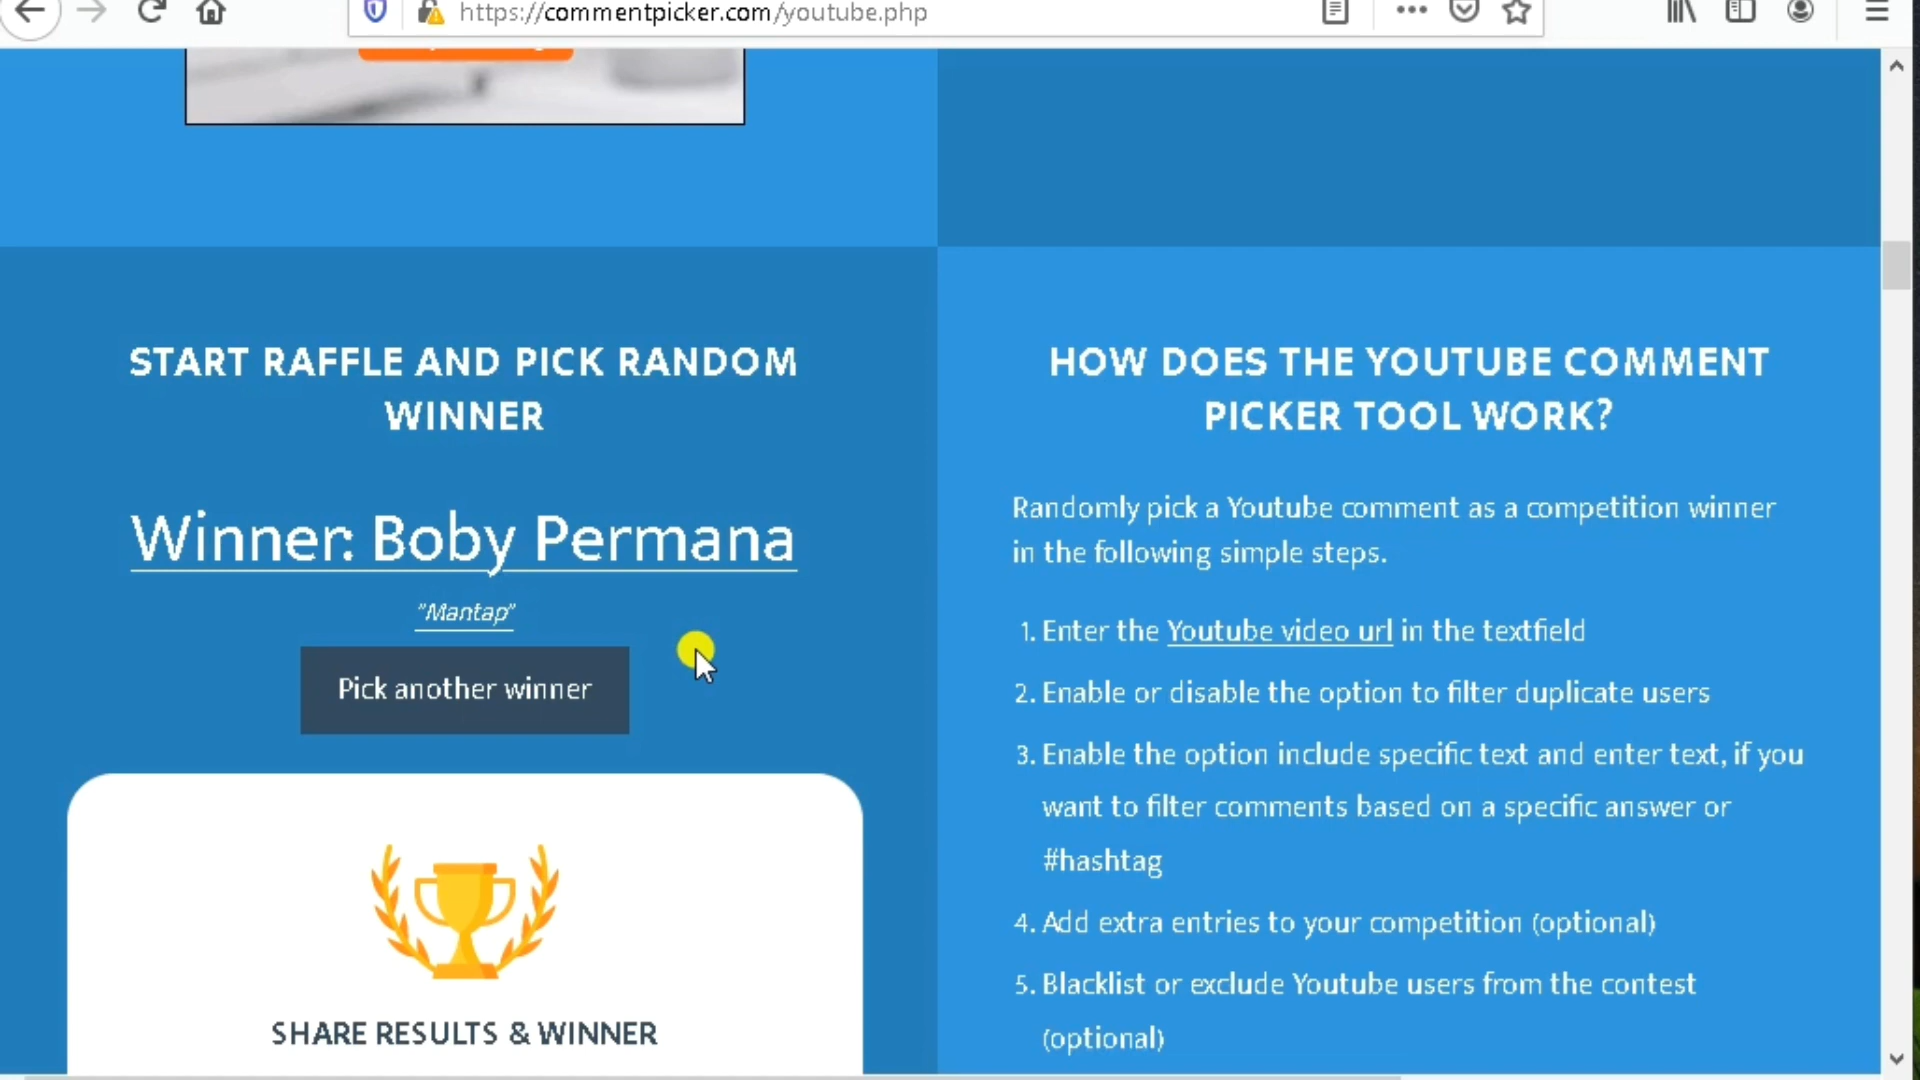 https://commentpicker.com/youtube.php
START RAFFLE AND PICK RANDOM
WINNER
Winner: Boby Permana
"Mantap"
Pick another winner
SHARE RESULTS & WINNER
HOW DOES THE YOUTUBE COMMENT
PICKER TOOL WORK?
Randomly pick a Youtube comment as a competition winner
in the following simple steps.
1. Enter the Youtube video url in the textfield
2. Enable or disable the option to filter duplicate users
3. Enable the option include specific text and enter text, if you
want to filter comments based on a specific answer or
#hashtag
4. Add extra entries to your competition (optional)
5. Blacklist or exclude Youtube users from the contest
(optional)